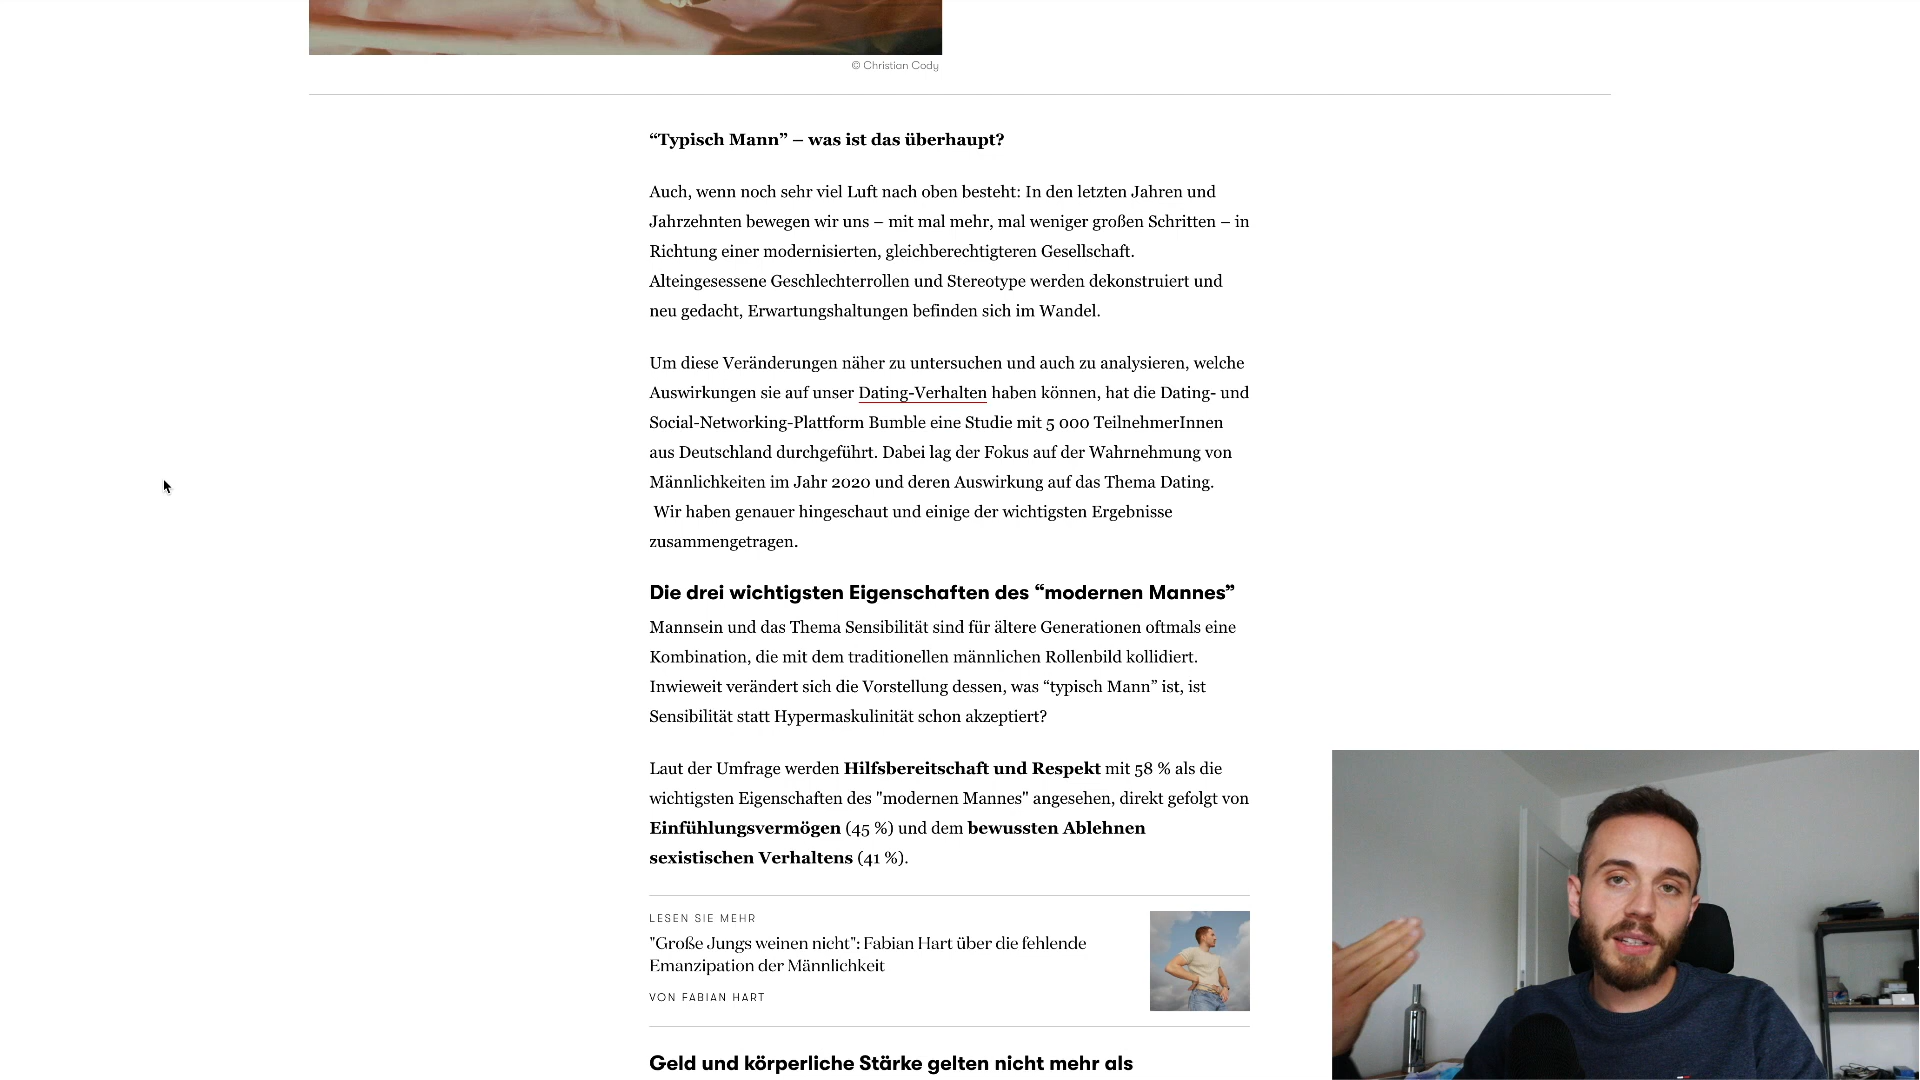 © Christian Cody
“Typisch Mann” – was ist das überhaupt?
Auch, wenn noch sehr viel Luft nach oben besteht: In den letzten Jahren und
Jahrzehnten bewegen wir uns – mit mal mehr, mal weniger großen Schritten – in
Richtung einer modernisierten, gleichberechtigteren Gesellschaft.
Alteingesessene Geschlechterrollen und Stereotype werden dekonstruiert und
neu gedacht, Erwartungshaltungen befinden sich im Wandel.
Um diese Veränderungen näher zu untersuchen und auch zu analysieren, welche
Auswirkungen sie auf unser Dating-Verhalten haben können, hat die Dating- und
Social-Networking-Plattform Bumble eine Studie mit 5 000 TeilnehmerInnen
aus Deutschland durchgeführt. Dabei lag der Fokus auf der Wahrnehmung von
Männlichkeiten im Jahr 2020 und deren Auswirkung auf das Thema Dating.
Wir haben genauer hingeschaut und einige der wichtigsten Ergebnisse
zusammengetragen.
Die drei wichtigsten Eigenschaften des “modernen Mannes”
Mannsein und das Thema Sensibilität sind für ältere Generationen oftmals eine
Kombination, die mit dem traditionellen männlichen Rollenbild kollidiert.
Inwieweit verändert sich die Vorstellung dessen, was “typisch Mann” ist, ist
Sensibilität statt Hypermaskulinität schon akzeptiert?
Laut der Umfrage werden Hilfsbereitschaft und Respekt mit 58 % als die
wichtigsten Eigenschaften des "modernen Mannes" angesehen, direkt gefolgt von
Einfühlungsvermögen (45 %) und dem bewussten Ablehnen
sexistischen Verhaltens (41 %).
LESEN SIE MEHR
"Große Jungs weinen nicht": Fabian Hart über die fehlende
Emanzipation der Männlichkeit
VON FABIAN HART
Geld und körperliche Stärke gelten nicht mehr als